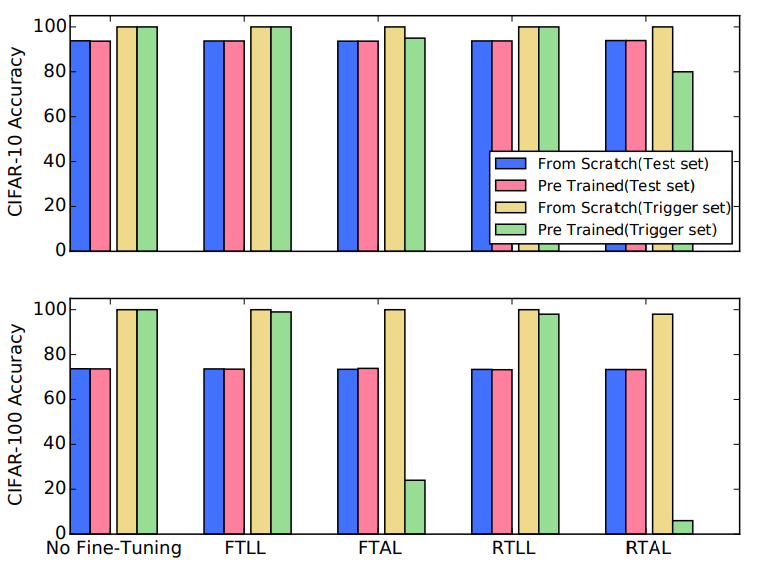 CIFAR-10 Accuracy
100
80
60
40
20
0
From Scratch(Test set)
Pre Trained(Test set)
From Scratch(Trigger set)
Pre Trained(Trigger set)
CIFAR-100 Accuracy
100
80
60
40
20
0
No Fine-Tuning FTLL FTAL RTLL RTAL